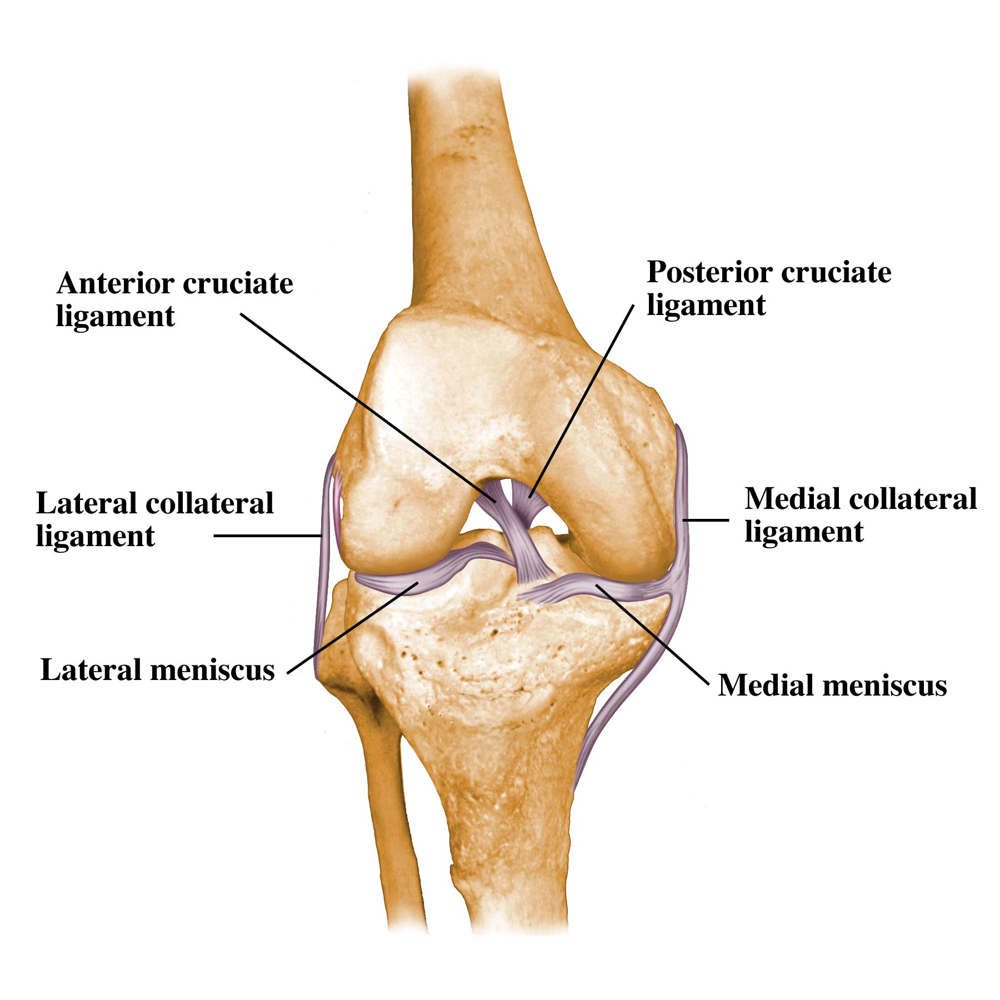 Anterior cruciate
ligament
Posterior cruciate
ligament
Lateral collateral
ligament
Medial collateral
ligament
Lateral meniscus
Medial meniscus